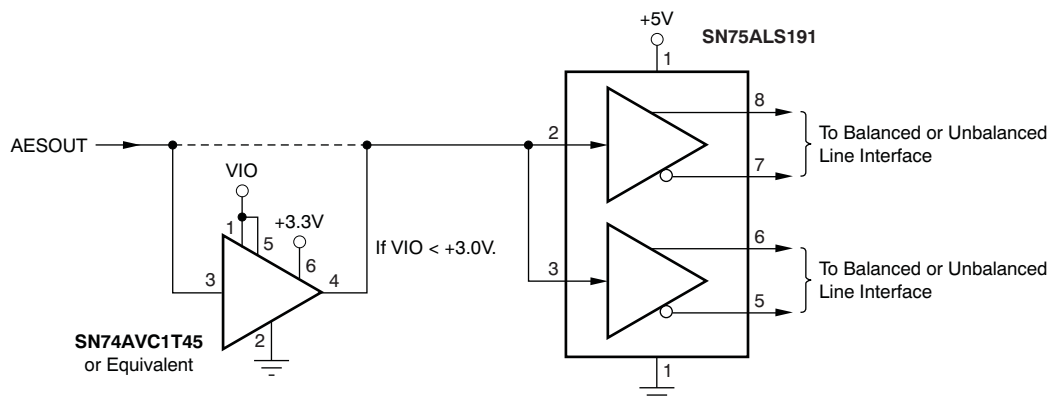 +5V
SN75ALS191
1
8
2
To Balanced or Unbalanced
Line Interface
AESOUT
7
VIO
+3.3V
1
5
6
If VIO < +3.0V.
6
3
4
3
To Balanced or Unbalanced
Line Interface
5
2
SN74AVC1T45
or Equivalent
1